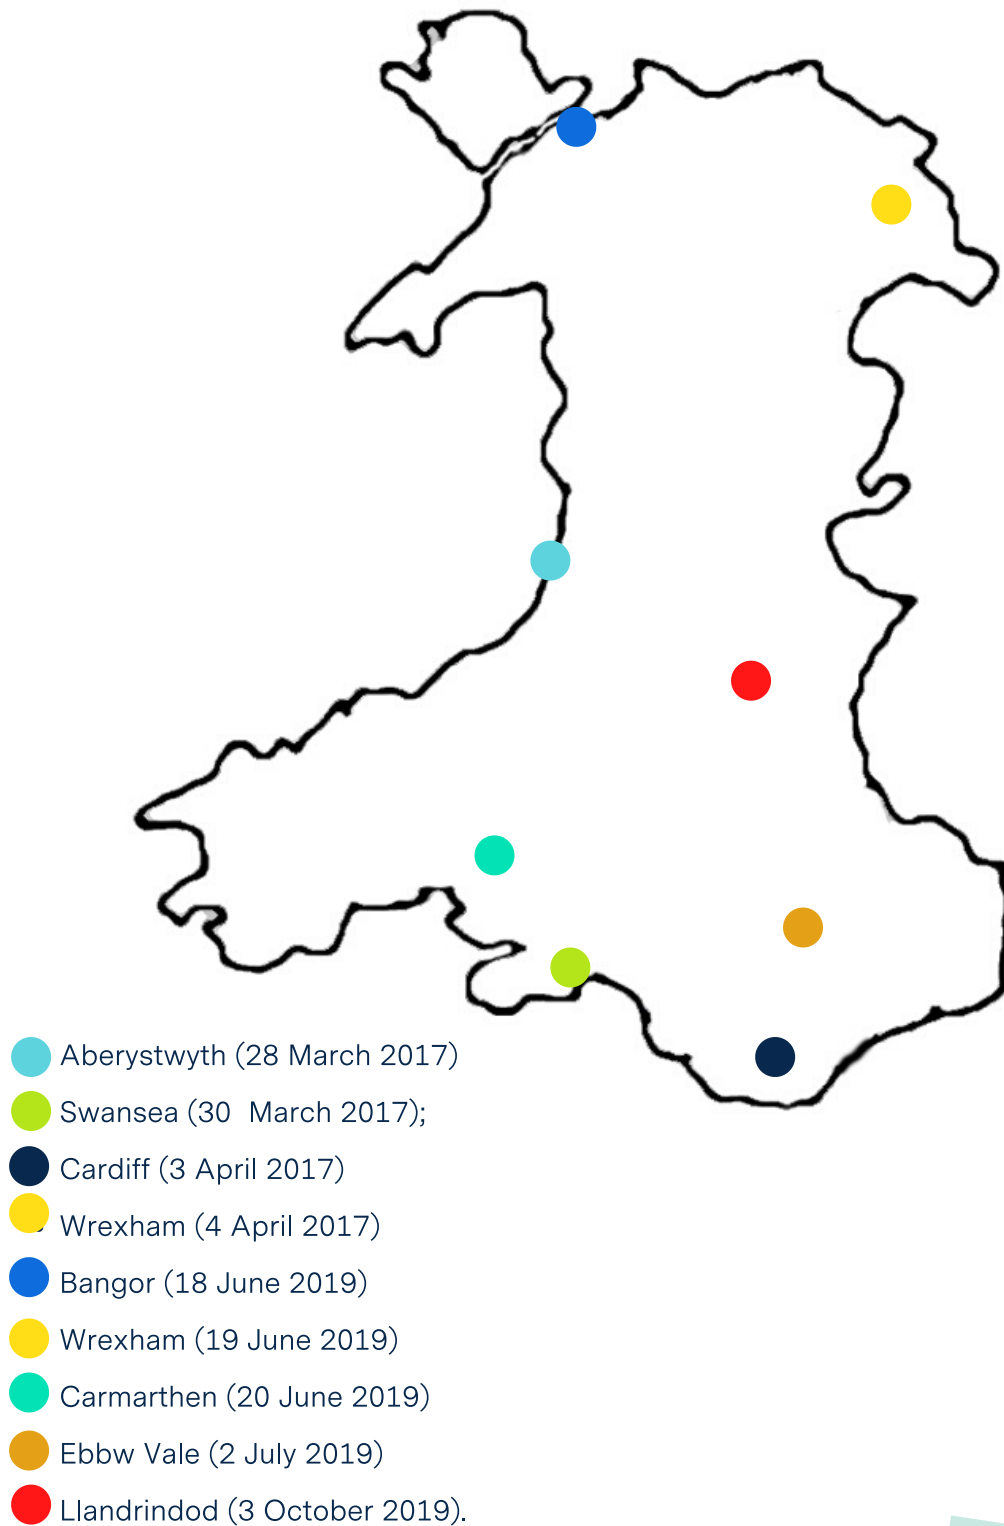 Aberystwyth (28 March 2017)
Swansea (30  March 2017);
Cardiff (3 April 2017)
Wrexham (4 April 2017)
Bangor (18 June 2019)
Wrexham (19 June 2019)
Carmarthen (20 June 2019)
Ebbw Vale (2 July 2019)
Llandrindod (3 October 2019).